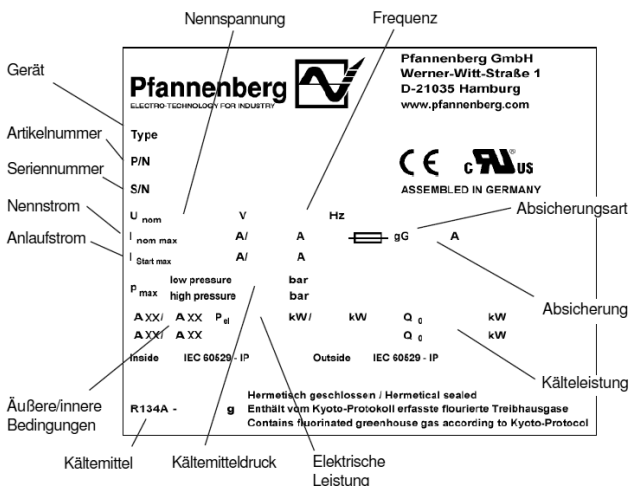 Nennspannung
Frequenz
Gerät
Pfannenberg
ELECTRO-TECHNOLOGY FOR INDUSTRY
Pfannenberg GmbH
Werner-Witt-Straße 1
D-21035 Hamburg
www.pfannenberg.com
Type
Artikelnummer
P/N
Seriennummer
S/N
CE c RU us
ASSEMBLED IN GERMANY
Nennstrom
U nom V Hz
Absicherungsart
I nom max A/ A gG A
Anlaufstrom
I Start max A/ A
P max low pressure bar
high pressure bar
Absicherung
A XX/ A XX P el kW/ kW Q 0 kW
A XX/ A XX Q 0 kW
Inside IEC 60529 - IP Outside IEC 60529 - IP
Kälteleistung
Äußere/innere
Bedingungen
Hermetisch geschlossen / Hermetical sealed
R134A - g Enthält vom Kyoto-Protokoll erfasste flourierte Treibhausgase
Contains fluorinated greenhouse gas according to Kyoto-Protocol
Kältemittel
Kältemitteldruck
Elektrische
Leistung